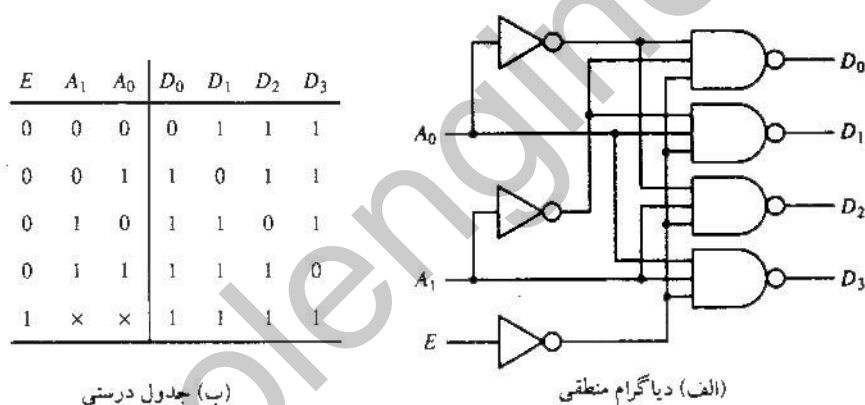 E A₁ A₀ D₀ D₁ D₂ D₃
0 0 0 0 1 1 1
0 0 1 1 0 1 1
0 1 0 1 1 0 1
0 1 1 1 1 1 0
1 × × 1 1 1 1
(ب) جدول درستی
A₀
A₁
E
D₀
D₁
D₂
D₃
(الف) دیاگرام منطقی